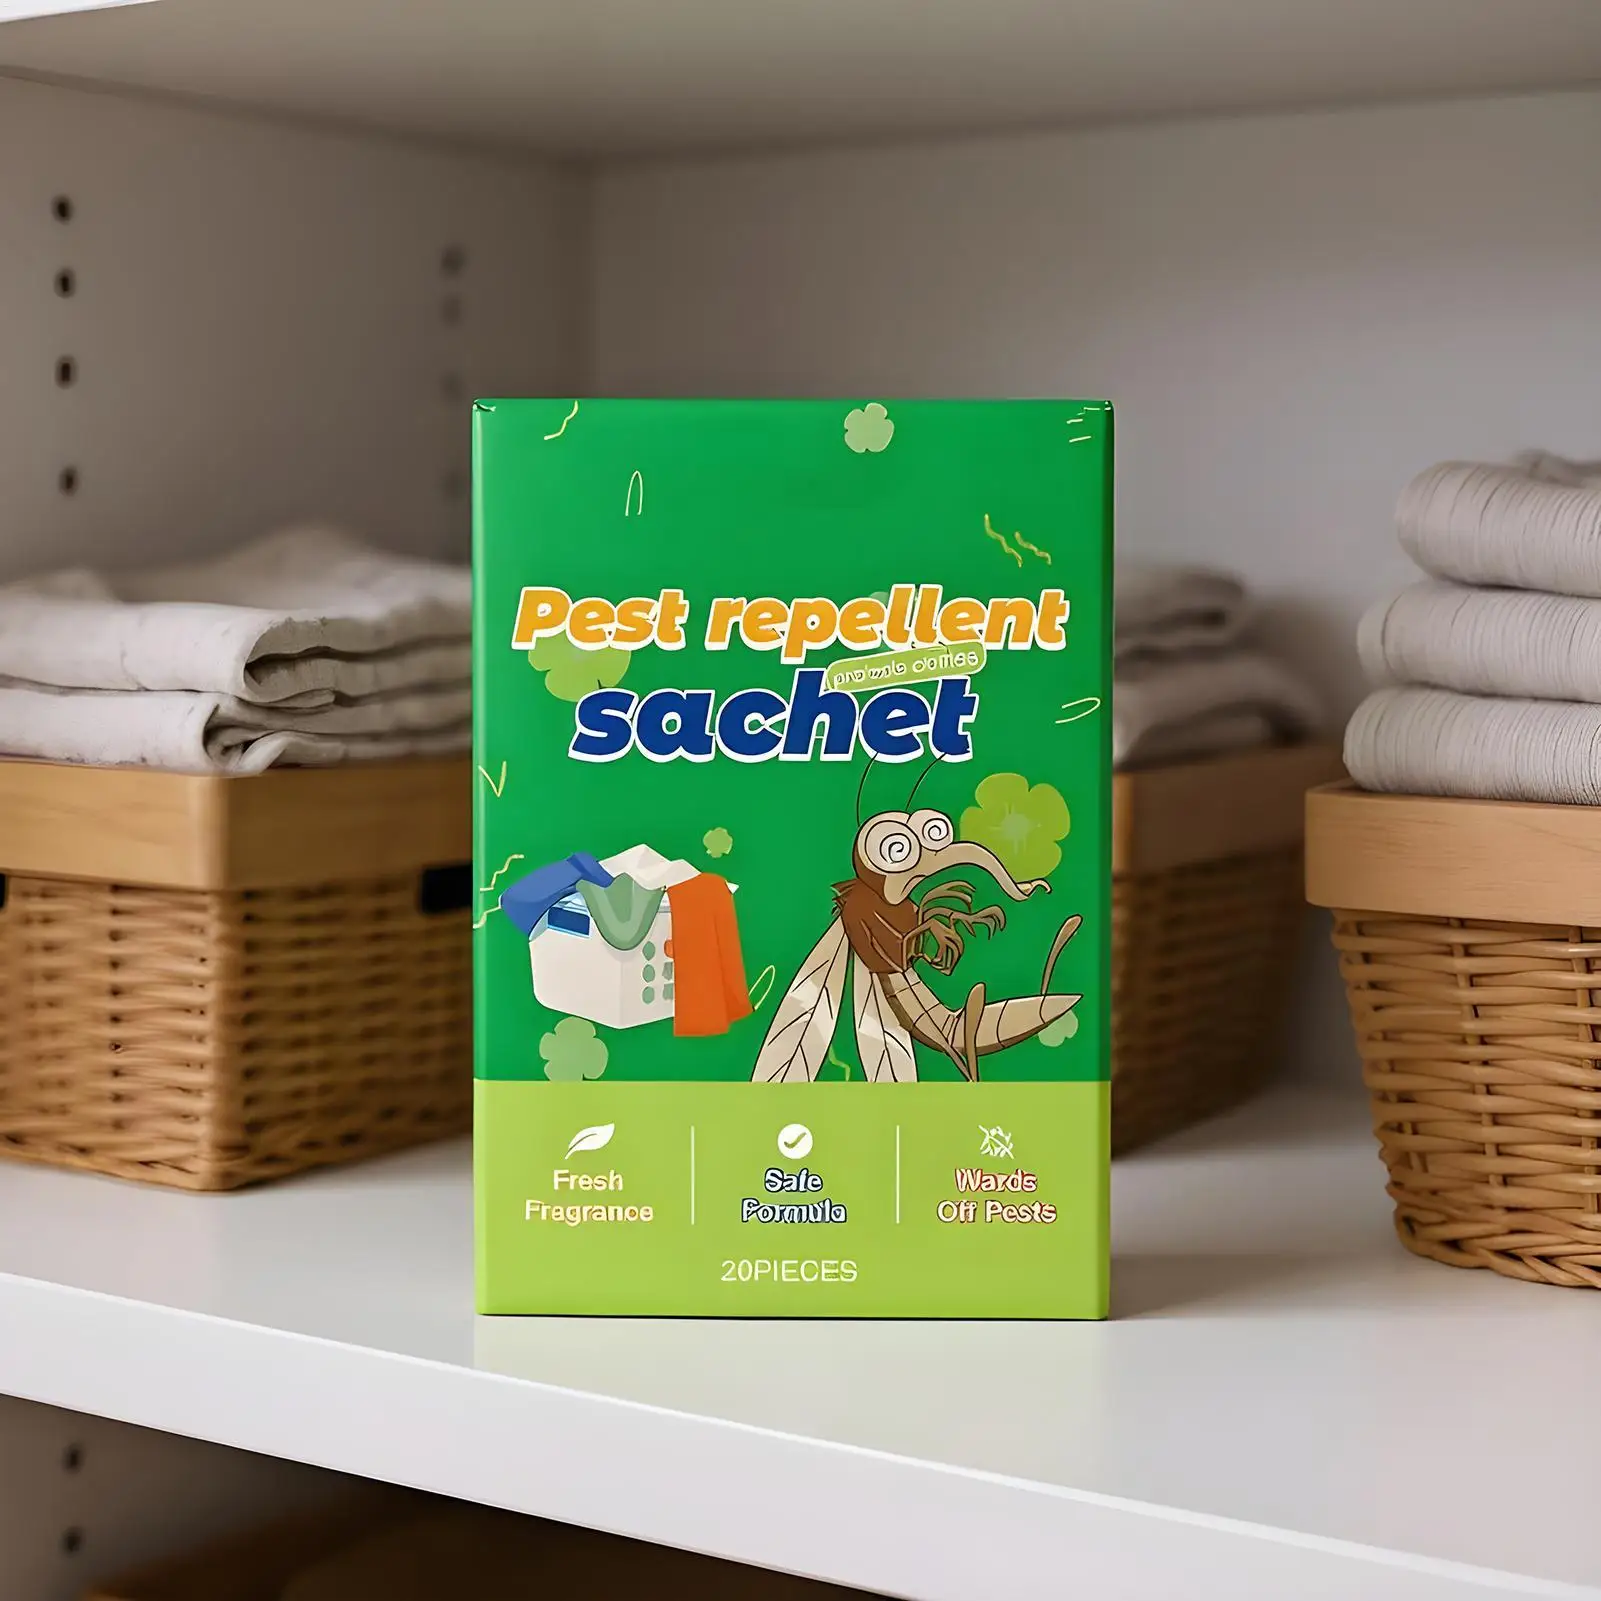 Pest repellent
sachet
Fresh
Fragrance
Safe
Formula
Wards
Off Pests
20PIECES